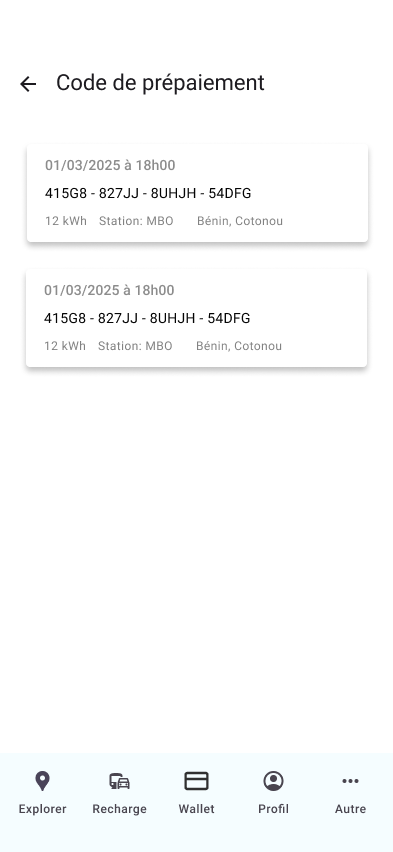 Code de prépaiement
01/03/2025 à 18h00
415G8 - 827JJ - 8UHJH - 54DFG
12 kWh Station: MBO Bénin, Cotonou
01/03/2025 à 18h00
415G8 - 827JJ - 8UHJH - 54DFG
12 kWh Station: MBO Bénin, Cotonou
Explorer Recharge Wallet Profil Autre